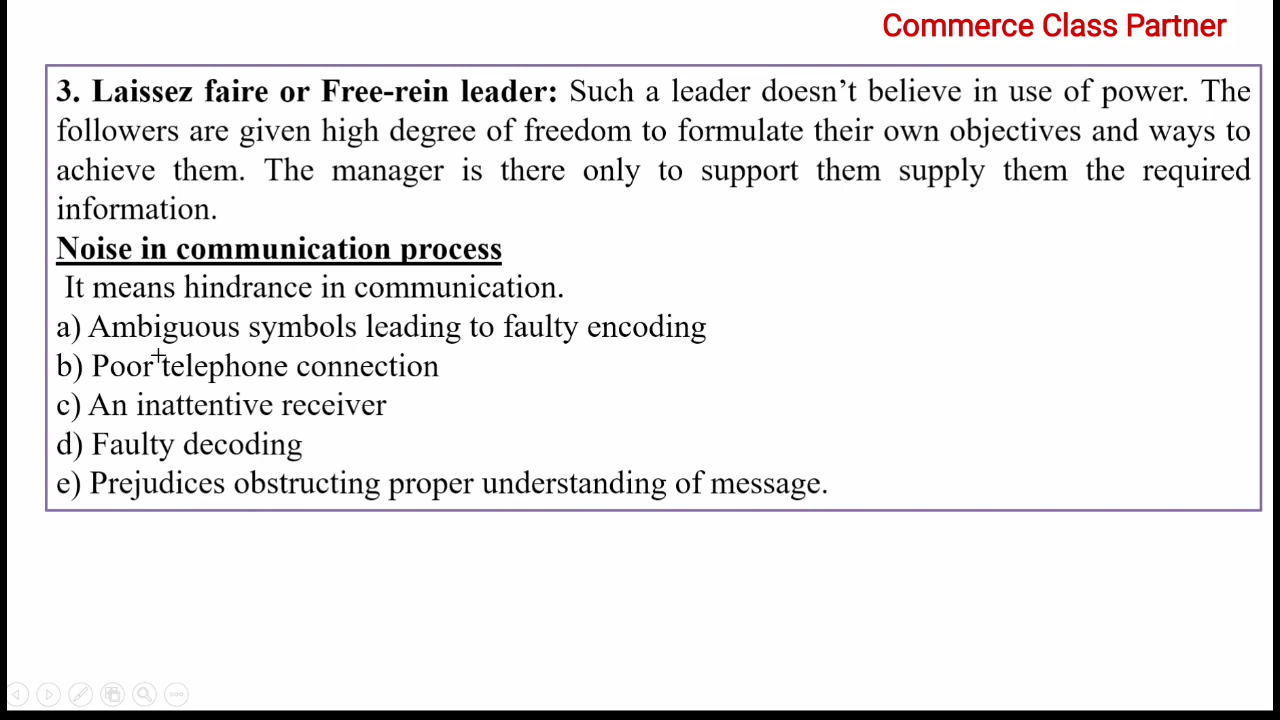 Commerce Class Partner
3. Laissez faire or Free-rein leader: Such a leader doesn’t believe in use of power. The
followers are given high degree of freedom to formulate their own objectives and ways to
achieve them. The manager is there only to support them supply them the required
information.
Noise in communication process
It means hindrance in communication.
a) Ambiguous symbols leading to faulty encoding
b) Poor telephone connection
c) An inattentive receiver
d) Faulty decoding
e) Prejudices obstructing proper understanding of message.